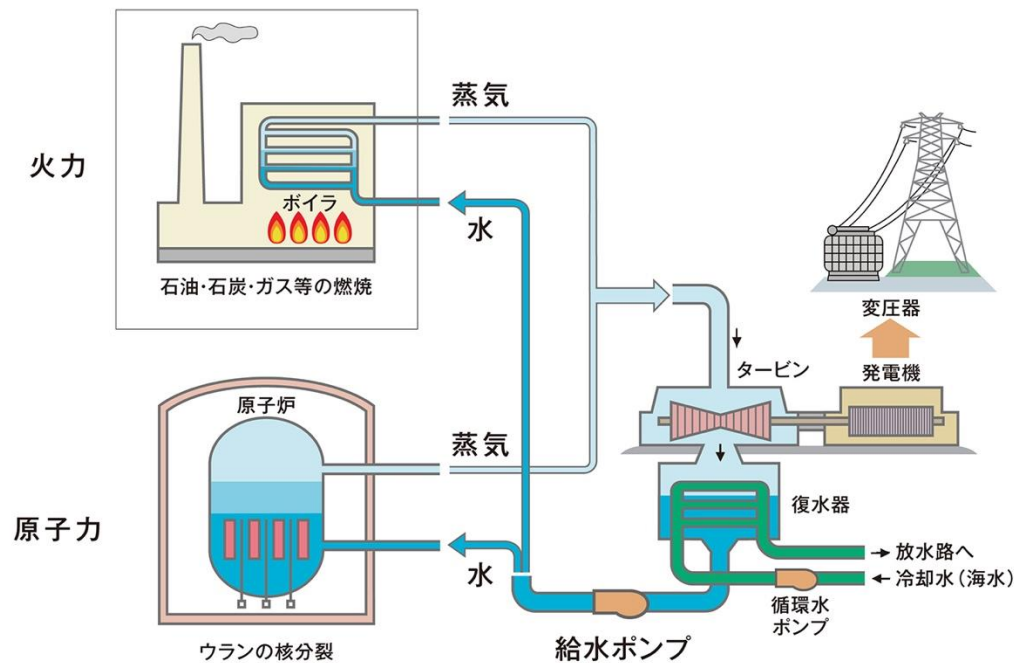 火力
蒸気
ボイラ
水
石油・石炭・ガス等の燃焼
変圧器
発電機
タービン
原子力
原子炉
蒸気
水
ウランの核分裂
給水ポンプ
復水器
放水路へ
冷却水（海水）
循環水
ポンプ